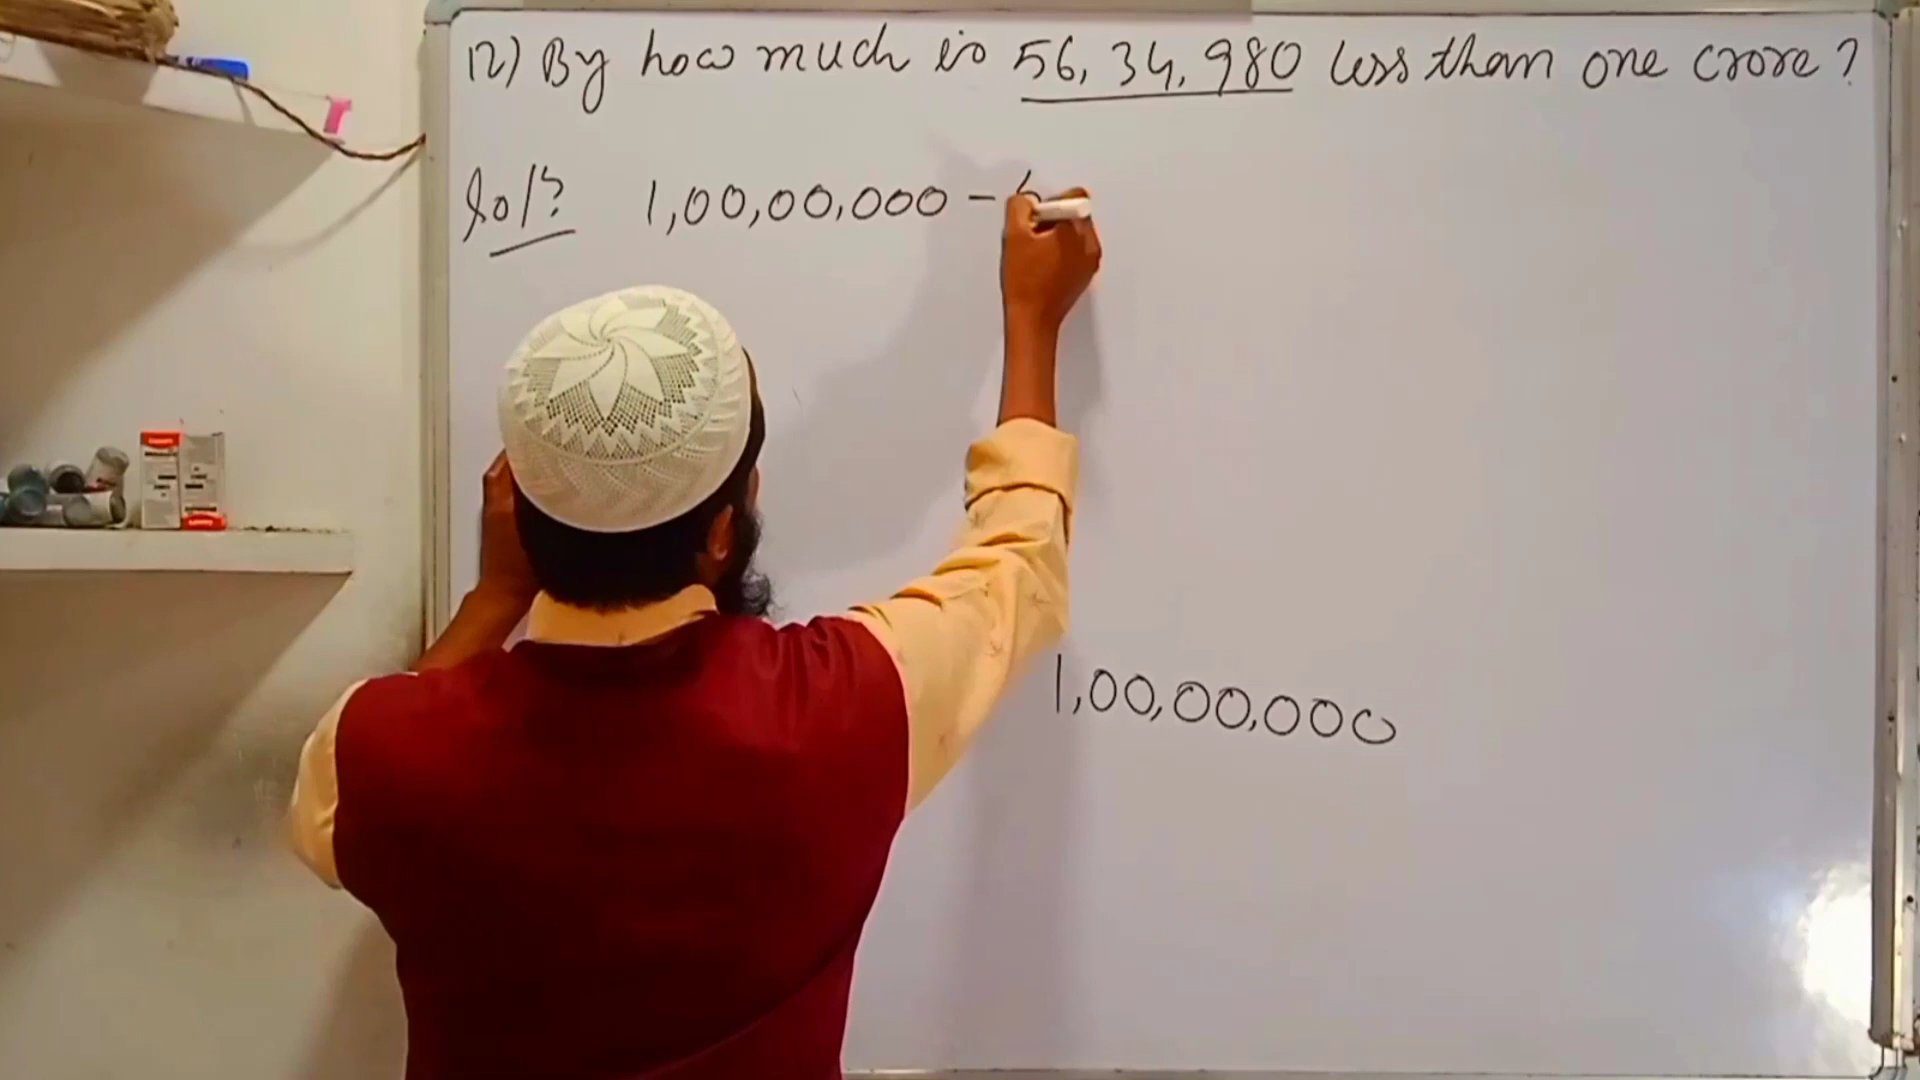 12) By how much is 56,34,980 less than one crore?
Sol? 1,00,00,000 -
1,00,00,000